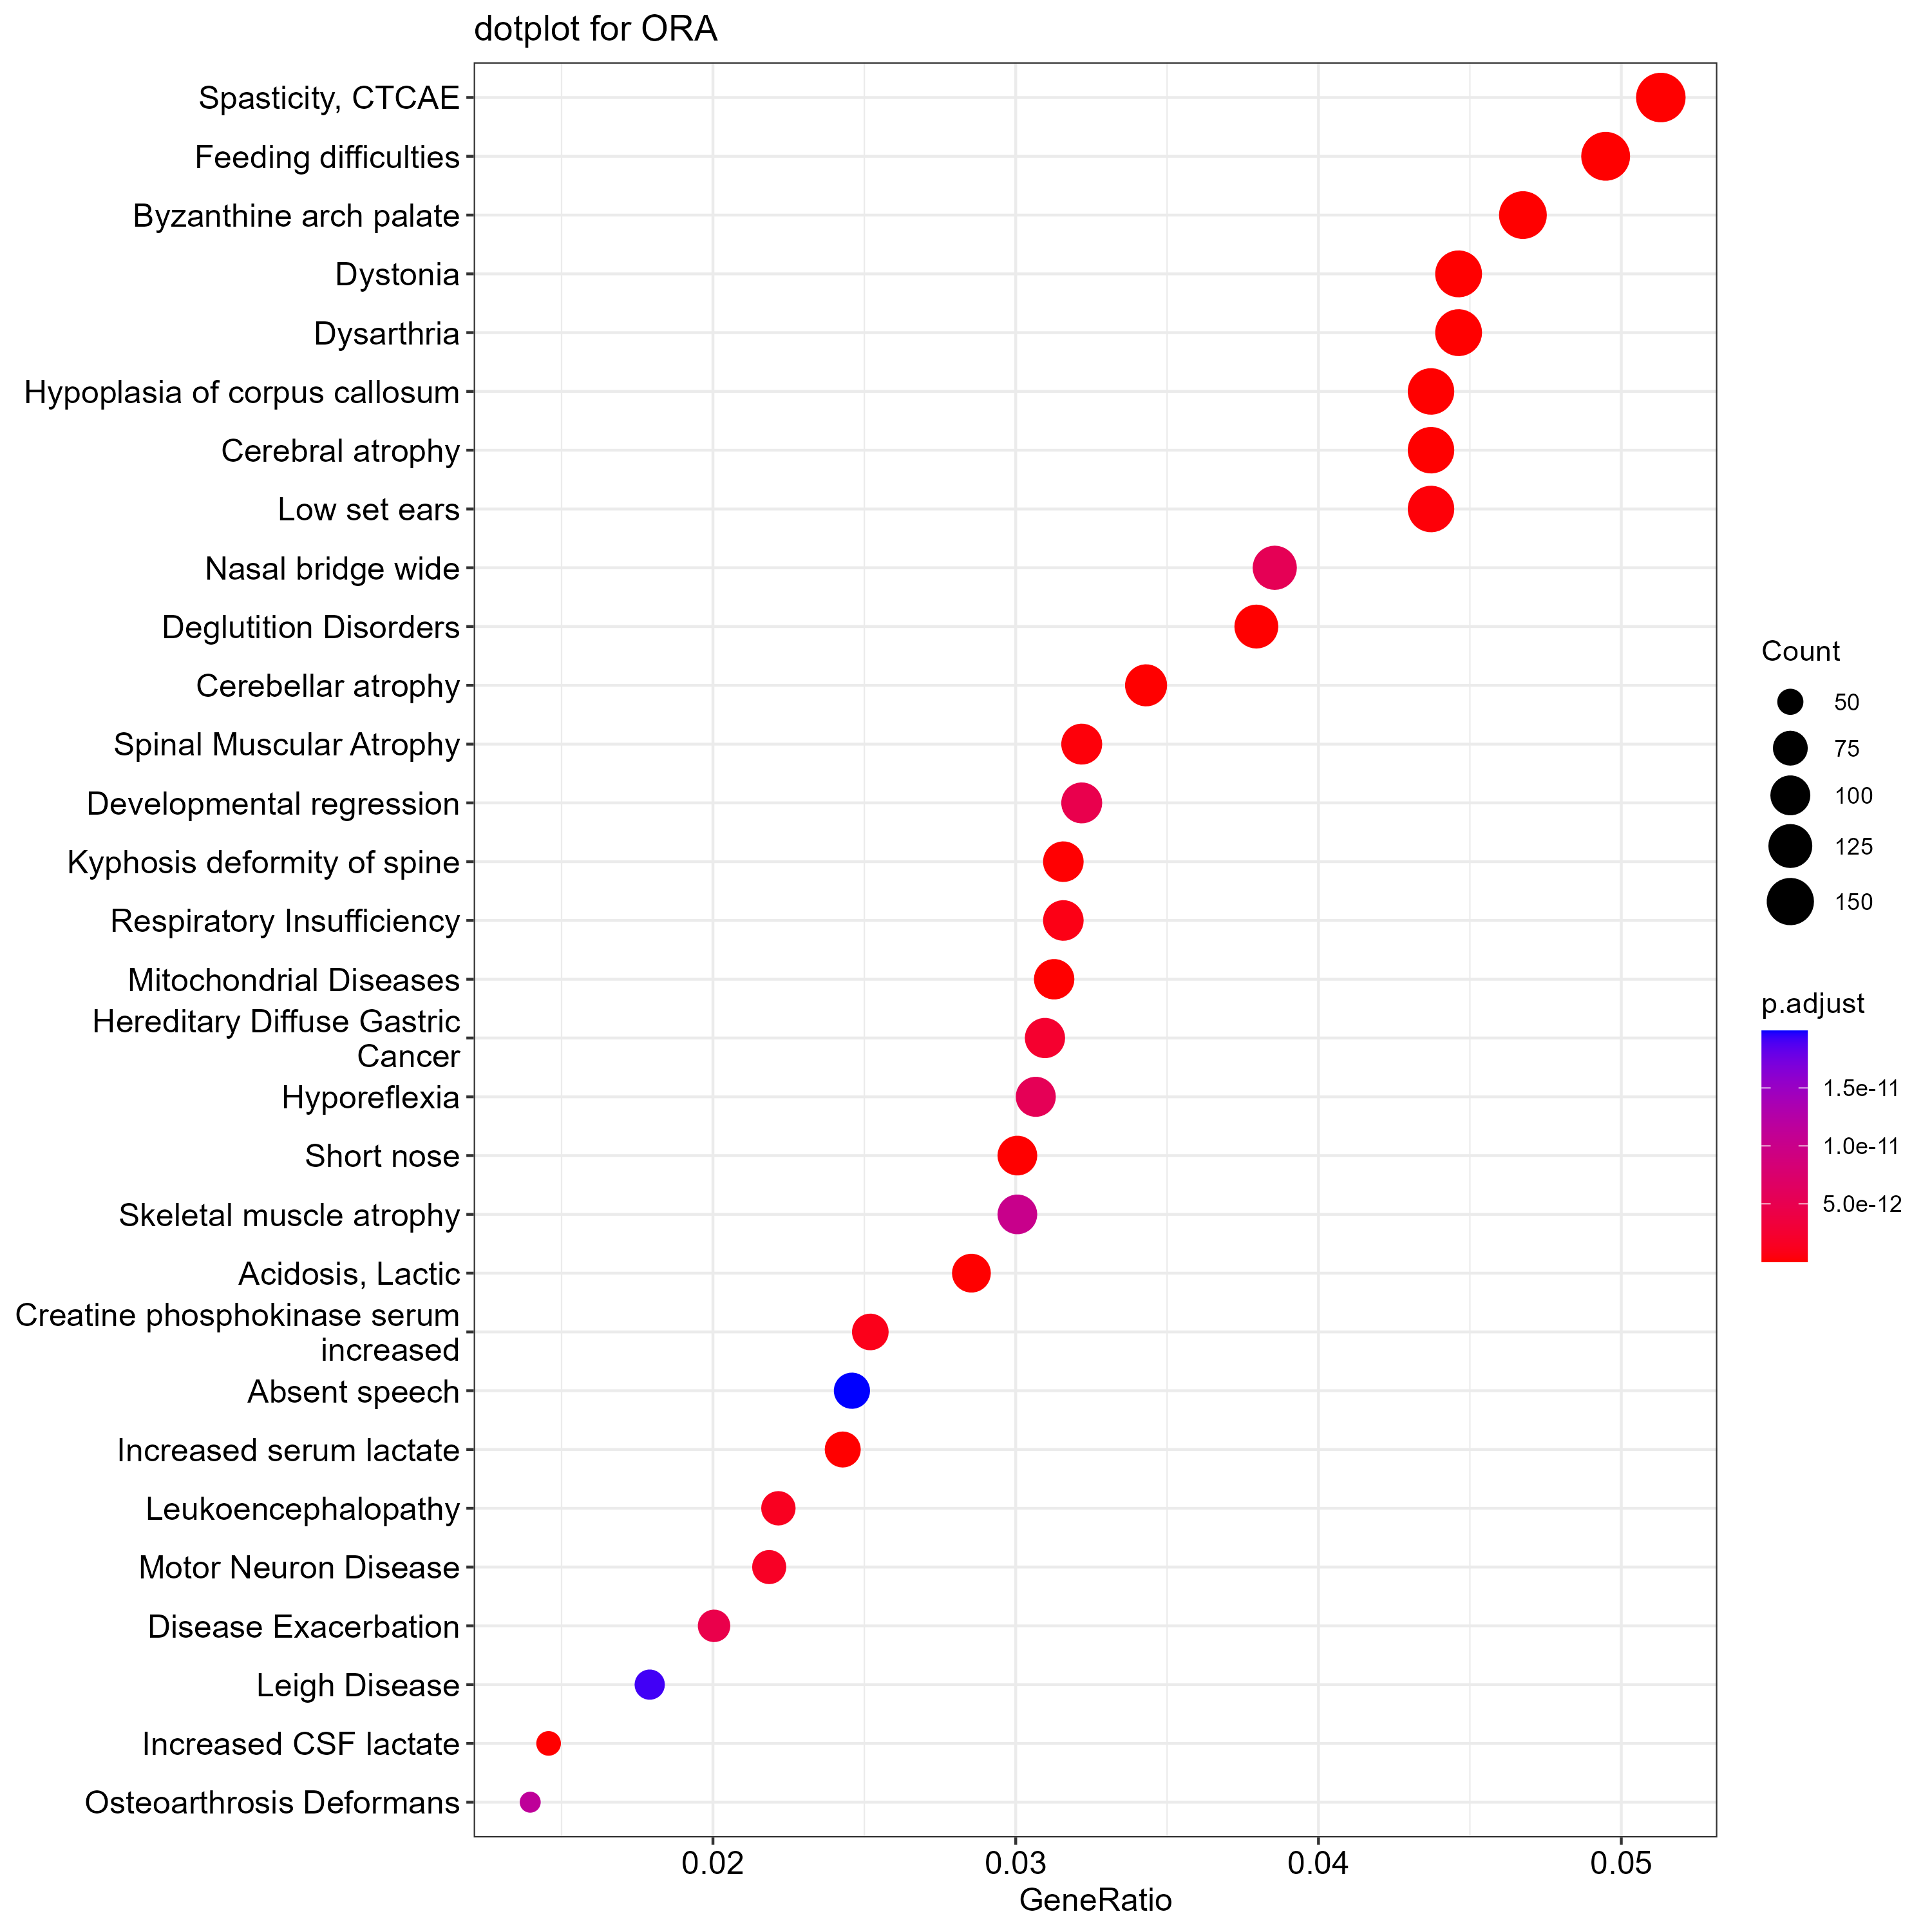 dotplot for ORA
Spasticity, CTCAE
Feeding difficulties
Byzanthine arch palate
Dystonia
Dysarthria
Hypoplasia of corpus callosum
Cerebral atrophy
Low set ears
Nasal bridge wide
Deglutition Disorders
Cerebellar atrophy
Spinal Muscular Atrophy
Developmental regression
Kyphosis deformity of spine
Respiratory Insufficiency
Mitochondrial Diseases
Hereditary Diffuse Gastric
Cancer
Hyporeflexia
Short nose
Skeletal muscle atrophy
Acidosis, Lactic
Creatine phosphokinase serum
increased
Absent speech
Increased serum lactate
Leukoencephalopathy
Motor Neuron Disease
Disease Exacerbation
Leigh Disease
Increased CSF lactate
Osteoarthrosis Deformans
0.02 0.03 0.04 0.05
GeneRatio
Count
50
75
100
125
150
p.adjust
1.5e-11
1.0e-11
5.0e-12